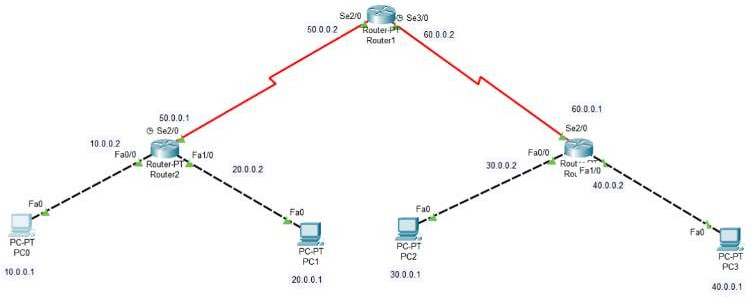 Se2/0
Se3/0
50.0.0.2
Router-PT
Router1
60.0.0.2
60.0.0.1
Se2/0
50.0.0.1
Se2/0
10.0.0.2
Fa0/0
Router-PT
Router2
Fa1/0
20.0.0.2
Fa0/0
30.0.0.2
Fa1/0
40.0.0.2
Fa0
PC-PT
PC0
10.0.0.1
Fa0
PC-PT
PC1
20.0.0.1
Fa0
PC-PT
PC2
30.0.0.1
Fa0
PC-PT
PC3
40.0.0.1